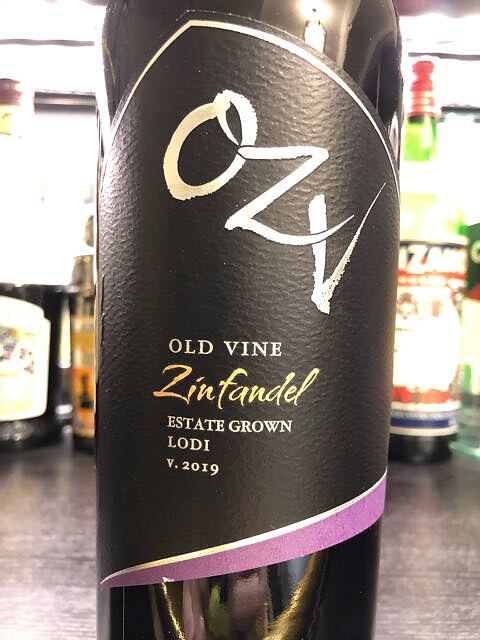 OZV
OLD VINE
Zinfandel
ESTATE GROWN
LODI
V. 2019